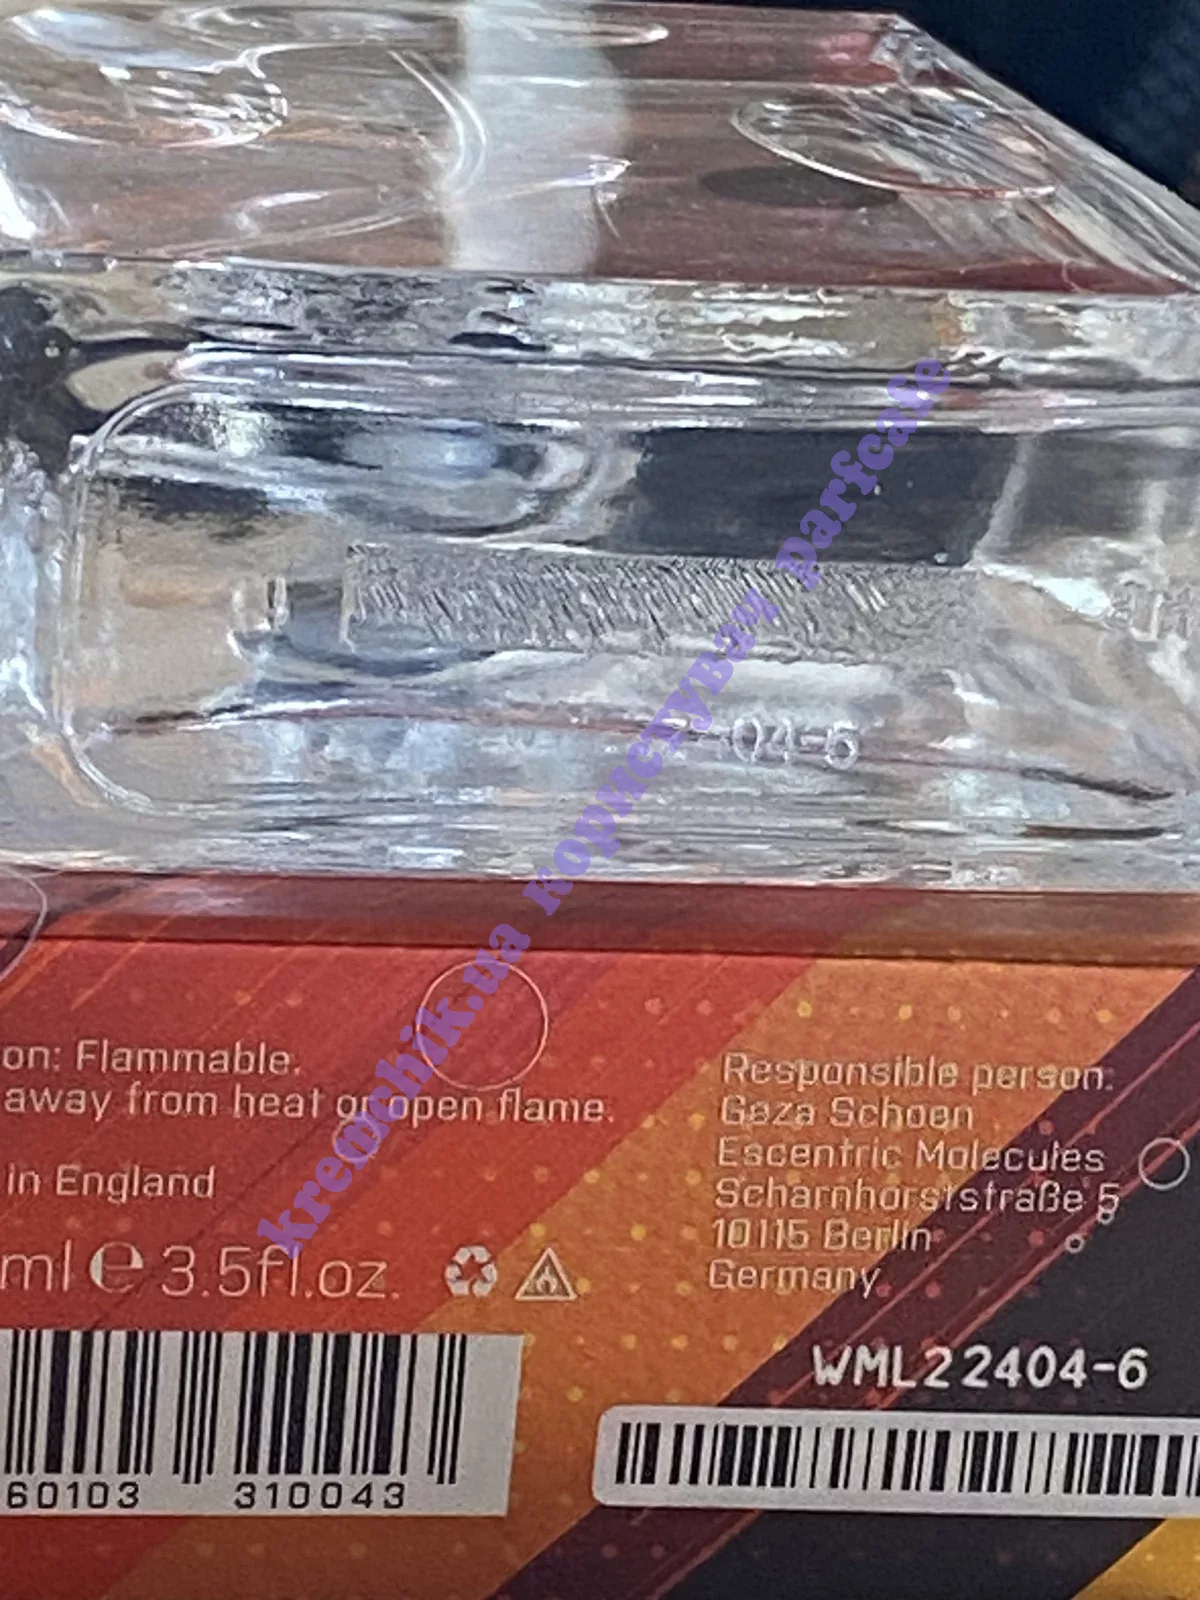 04-6
on: Flammable.
away from heat or open flame.
in England
ml e 3.5fl.oz.
60103 310043
Responsible person:
Geza Schoen
Escentric Molecules
Scharnhorststraße 5
10115 Berlin
Germany
WML22404-6
kremchik.ua користувач parfcafe